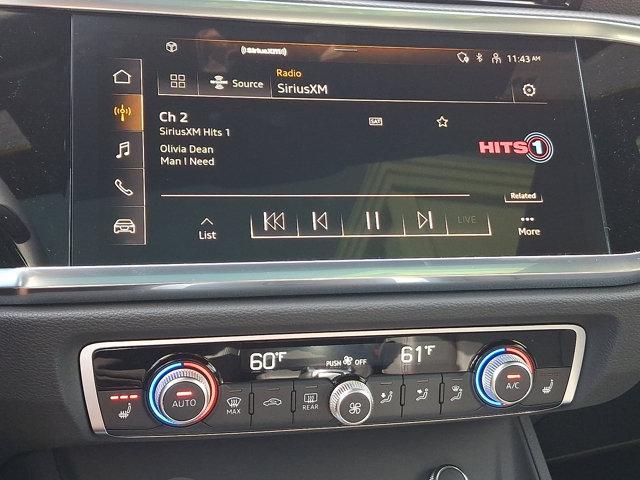 ((SiriusXM))
11:43 AM
Source
Radio
SiriusXM
Ch 2
SiriusXM Hits 1
SAT
HITS 1
Olivia Dean
Man I Need
Related
List
LIVE
More
60°F
PUSH OFF
61°F
AUTO
MAX
REAR
A/C